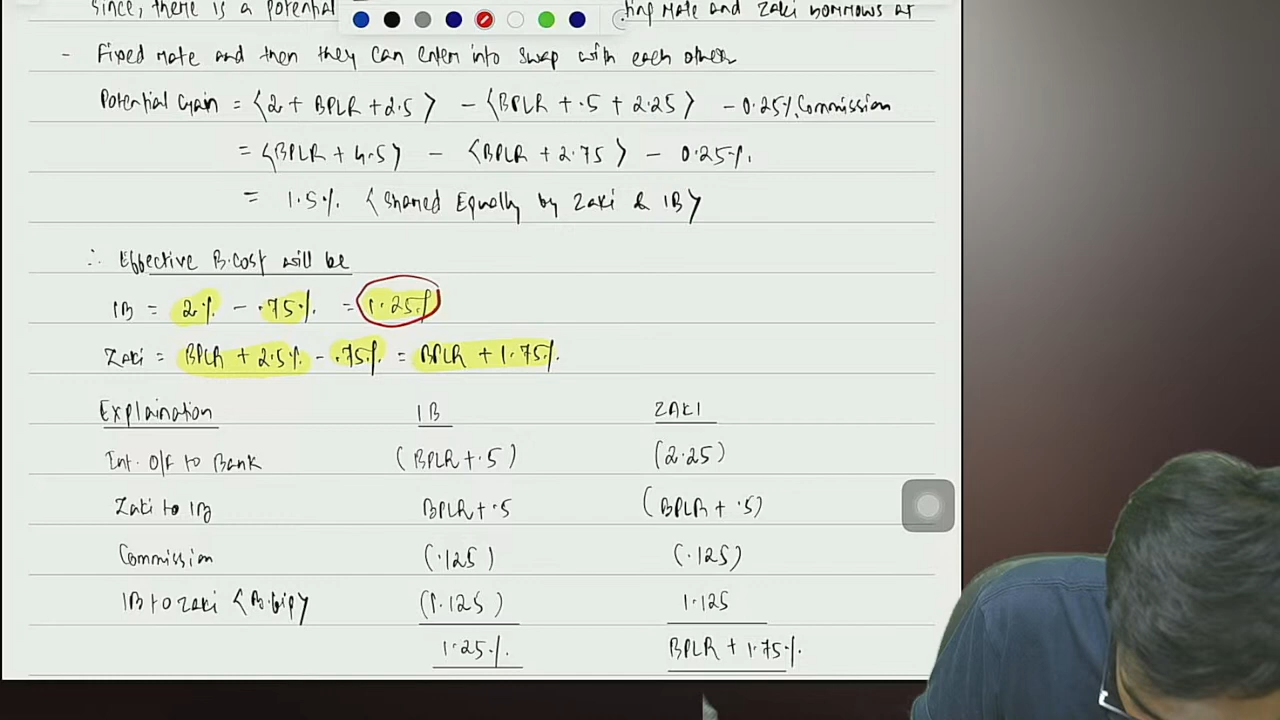 Since, there is a potential ting Rate and Zaki borrows at
- Fixed Rate and then they can enter into swap with each other
Potential Gain = <2 + BPLR + 2.5> - <BPLR + .5 + 2.25> - 0.25% Commission
= <BPLR + 4.5> - <BPLR + 2.75> - 0.25%.
= 1.5%. <Shared Equally by Zaki & IB>
∴ Effective B.Cost will be
IB = 2% - .75%. = 1.25%
Zaki = BPLR + 2.5% - .75% = BPLR + 1.75%.
Explaination IB ZAKI
Int. O/F to Bank (BPLR + .5) (2.25)
Zaki to IB BPLR + .5 (BPLR + .5)
Commission (.125) (.125)
IB to Zaki <B.fig> (1.125) 1.125
1.25%. BPLR + 1.75%.